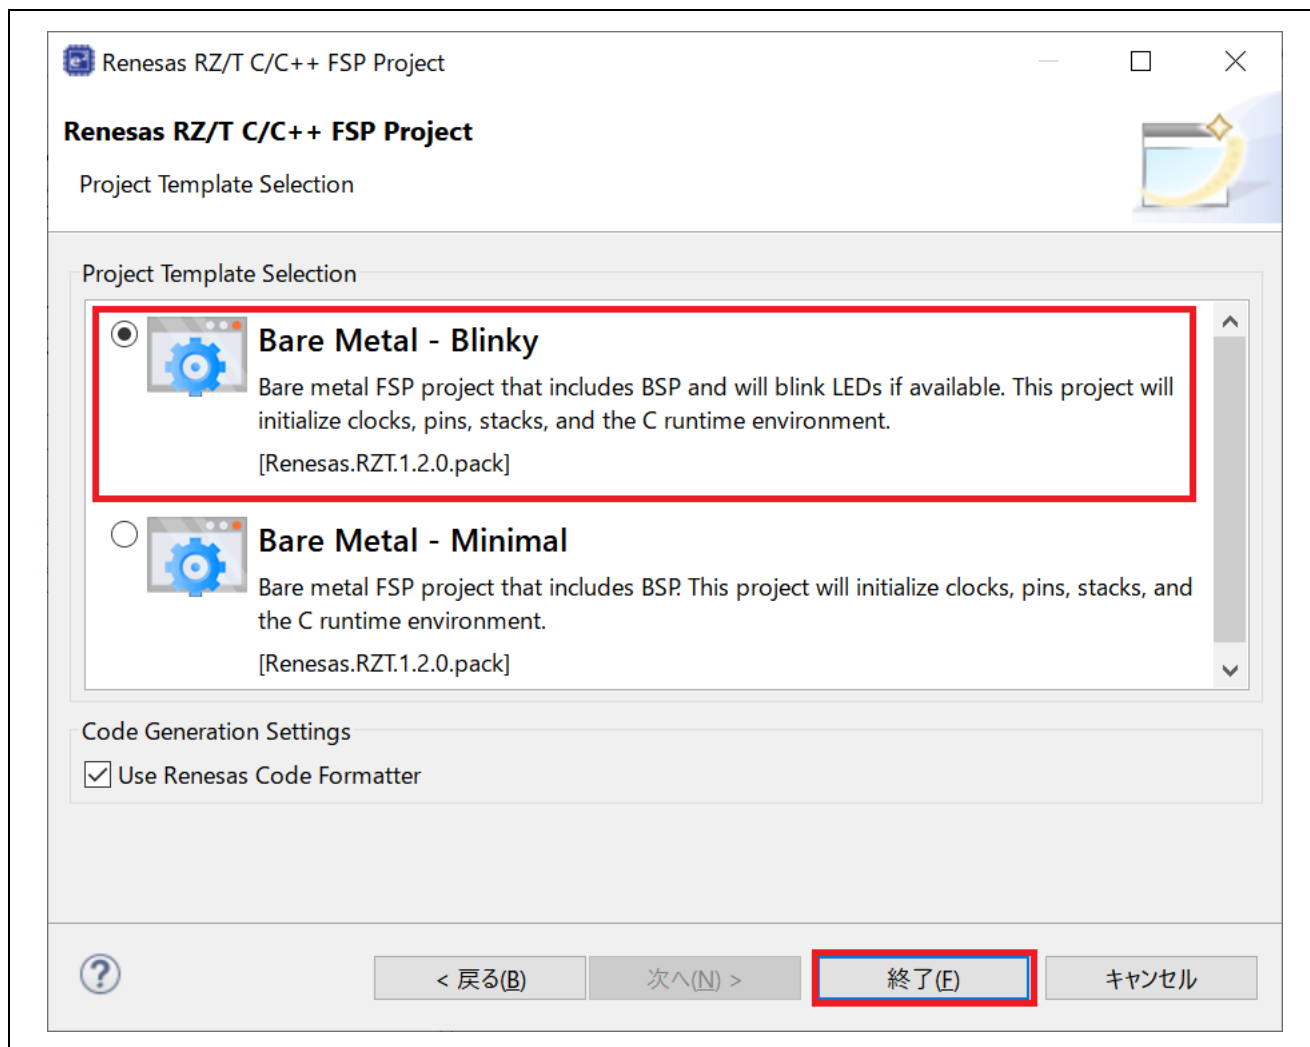 Renesas RZ/T C/C++ FSP Project
Renesas RZ/T C/C++ FSP Project
Project Template Selection
Project Template Selection
Bare Metal - Blinky
Bare metal FSP project that includes BSP and will blink LEDs if available. This project will
initialize clocks, pins, stacks, and the C runtime environment.
[Renesas.RZT.1.2.0.pack]
Bare Metal - Minimal
Bare metal FSP project that includes BSP. This project will initialize clocks, pins, stacks, and
the C runtime environment.
[Renesas.RZT.1.2.0.pack]
Code Generation Settings
Use Renesas Code Formatter
< 戻る(B)
次へ(N) >
終了(F)
キャンセル